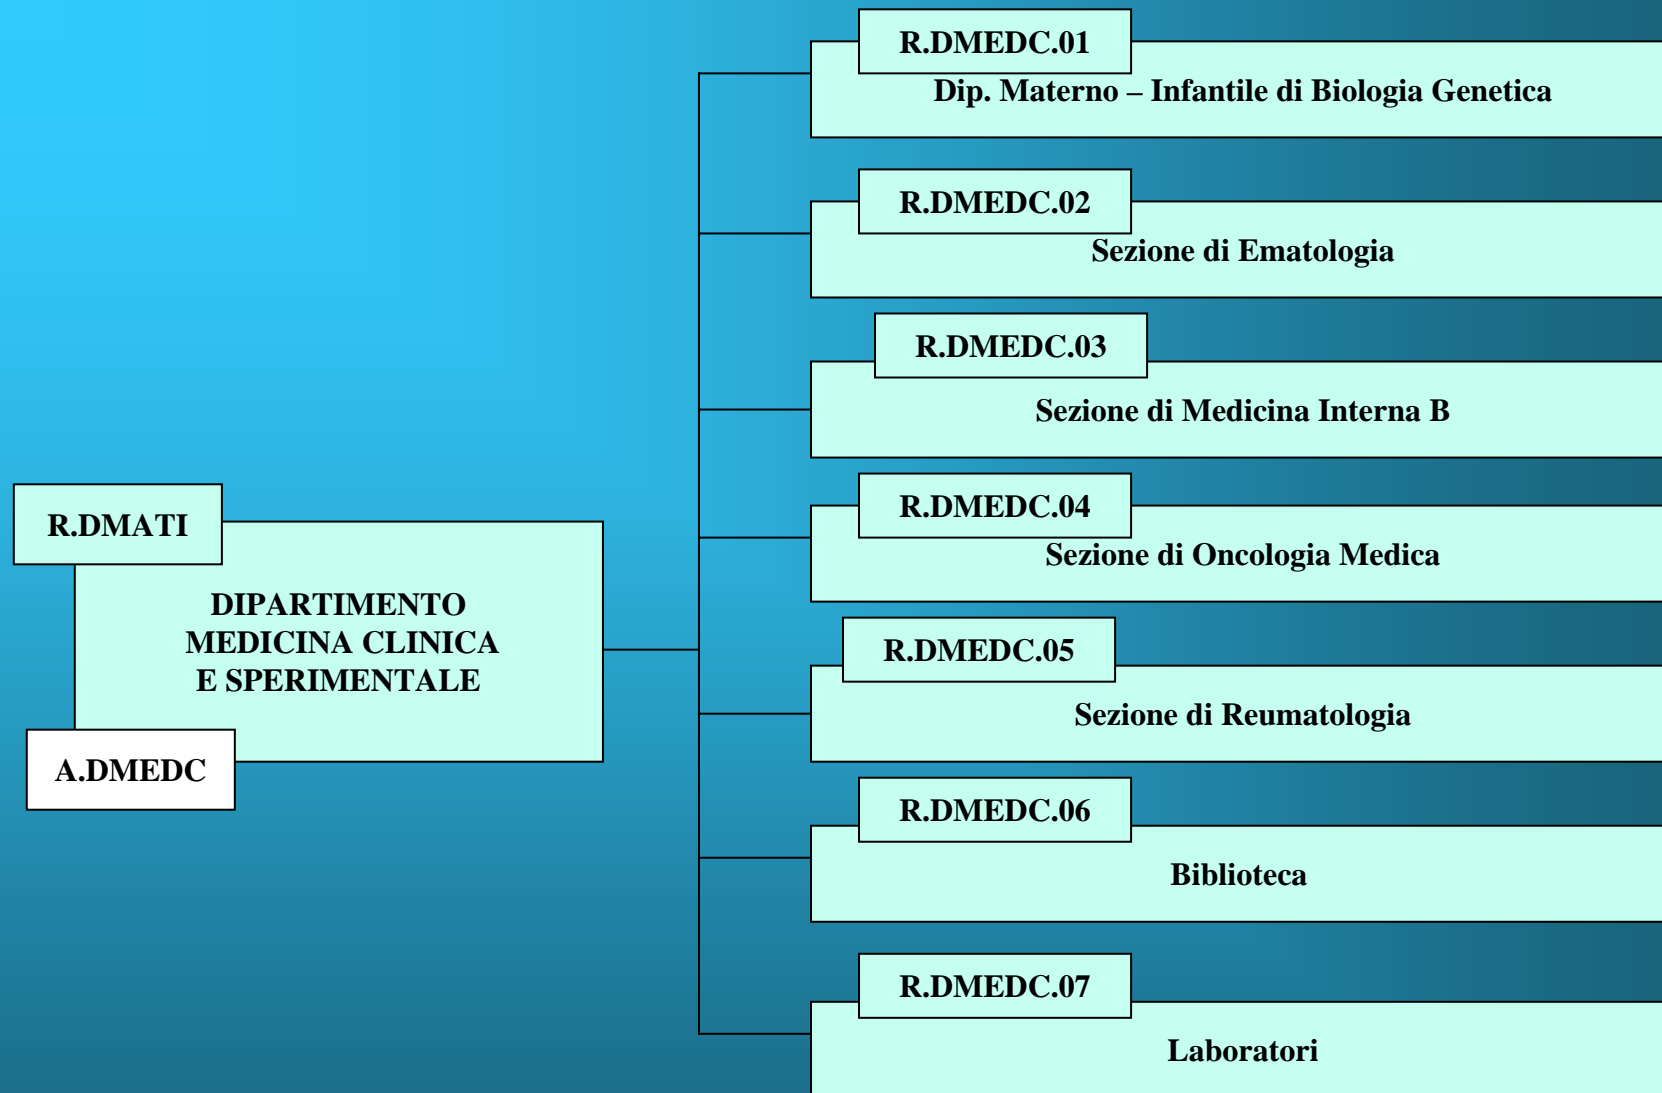 R.DMEDC.01
Dip. Materno – Infantile di Biologia Genetica
R.DMEDC.02
Sezione di Ematologia
R.DMEDC.03
Sezione di Medicina Interna B
R.DMEDC.04
Sezione di Oncologia Medica
R.DMATI
DIPARTIMENTO
MEDICINA CLINICA
E SPERIMENTALE
A.DMEDC
R.DMEDC.05
Sezione di Reumatologia
R.DMEDC.06
Biblioteca
R.DMEDC.07
Laboratori